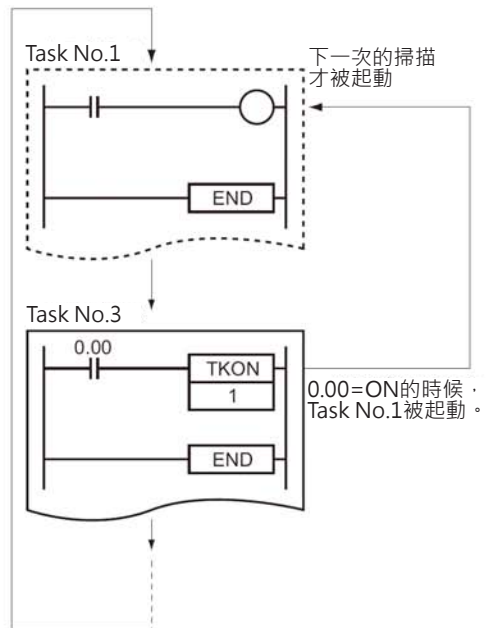 Task No.1
下一次的掃描
才被起動
END
Task No.3
0.00
TKON
1
0.00=ON的時候，
Task No.1被起動。
END